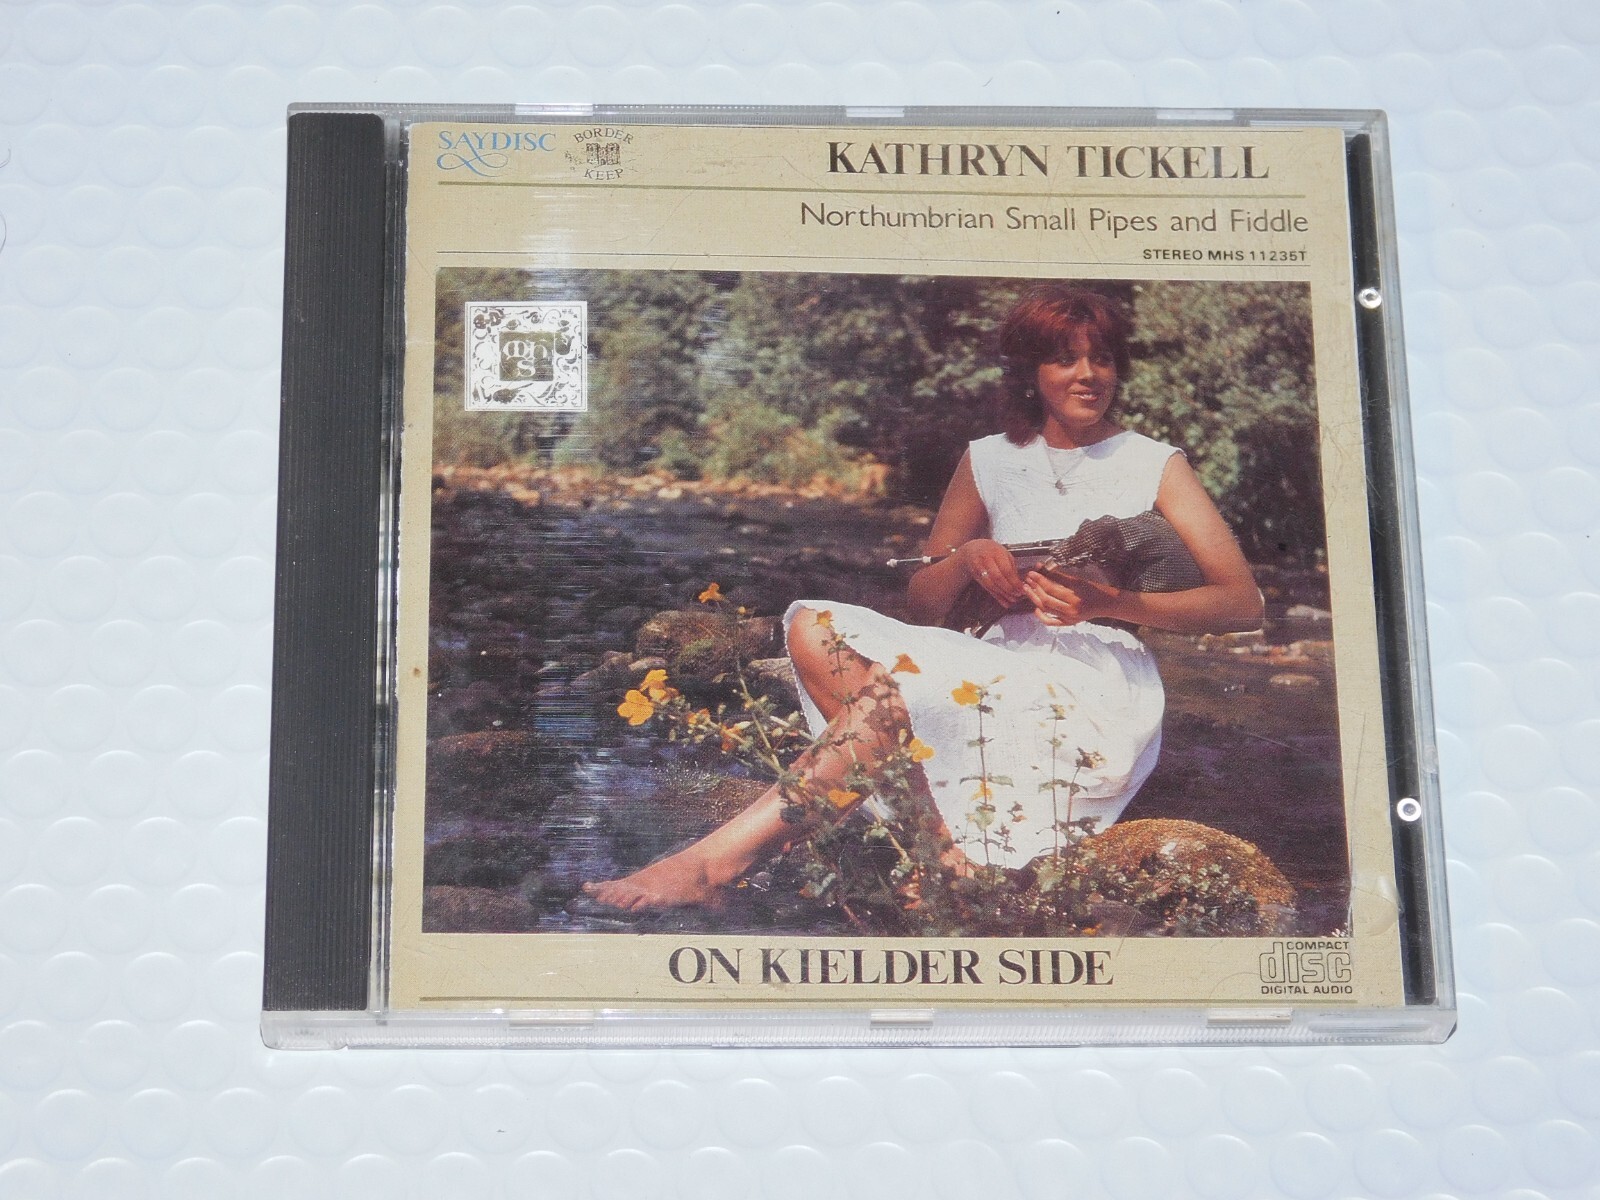 SAYDISC
BORDER
KEEP
KATHRYN TICKELL
Northumbrian Small Pipes and Fiddle
STEREO MHS 11235T
mhs
ON KIELDER SIDE
COMPACT
disc
DIGITAL AUDIO